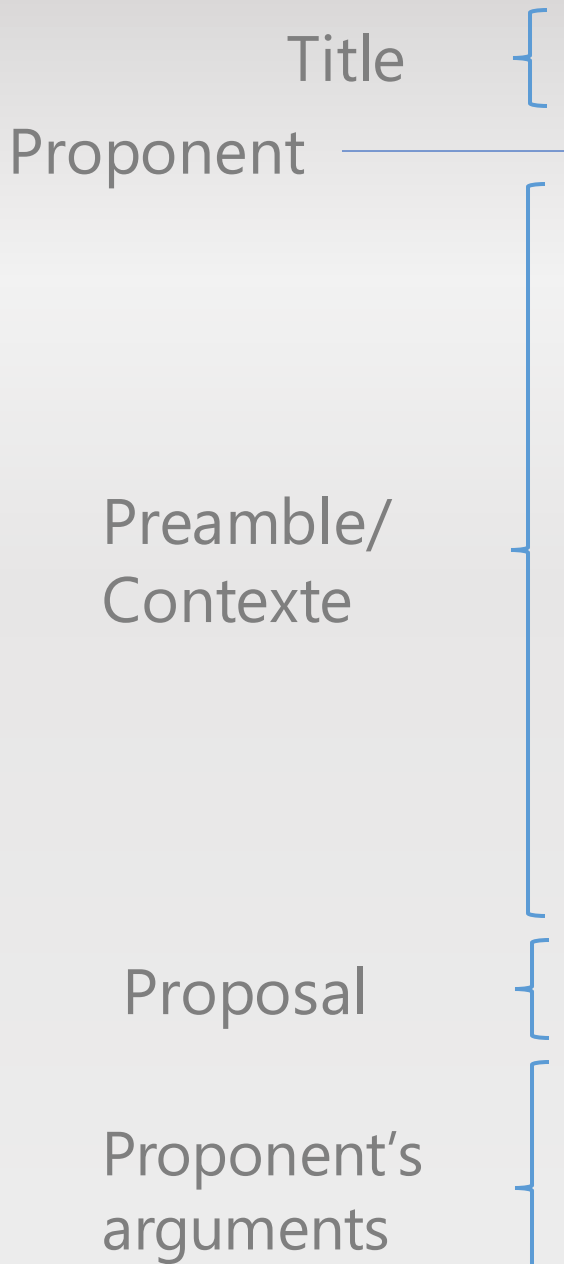 Title
Proponent
Preamble/
Contexte
Proposal
Proponent’s
arguments